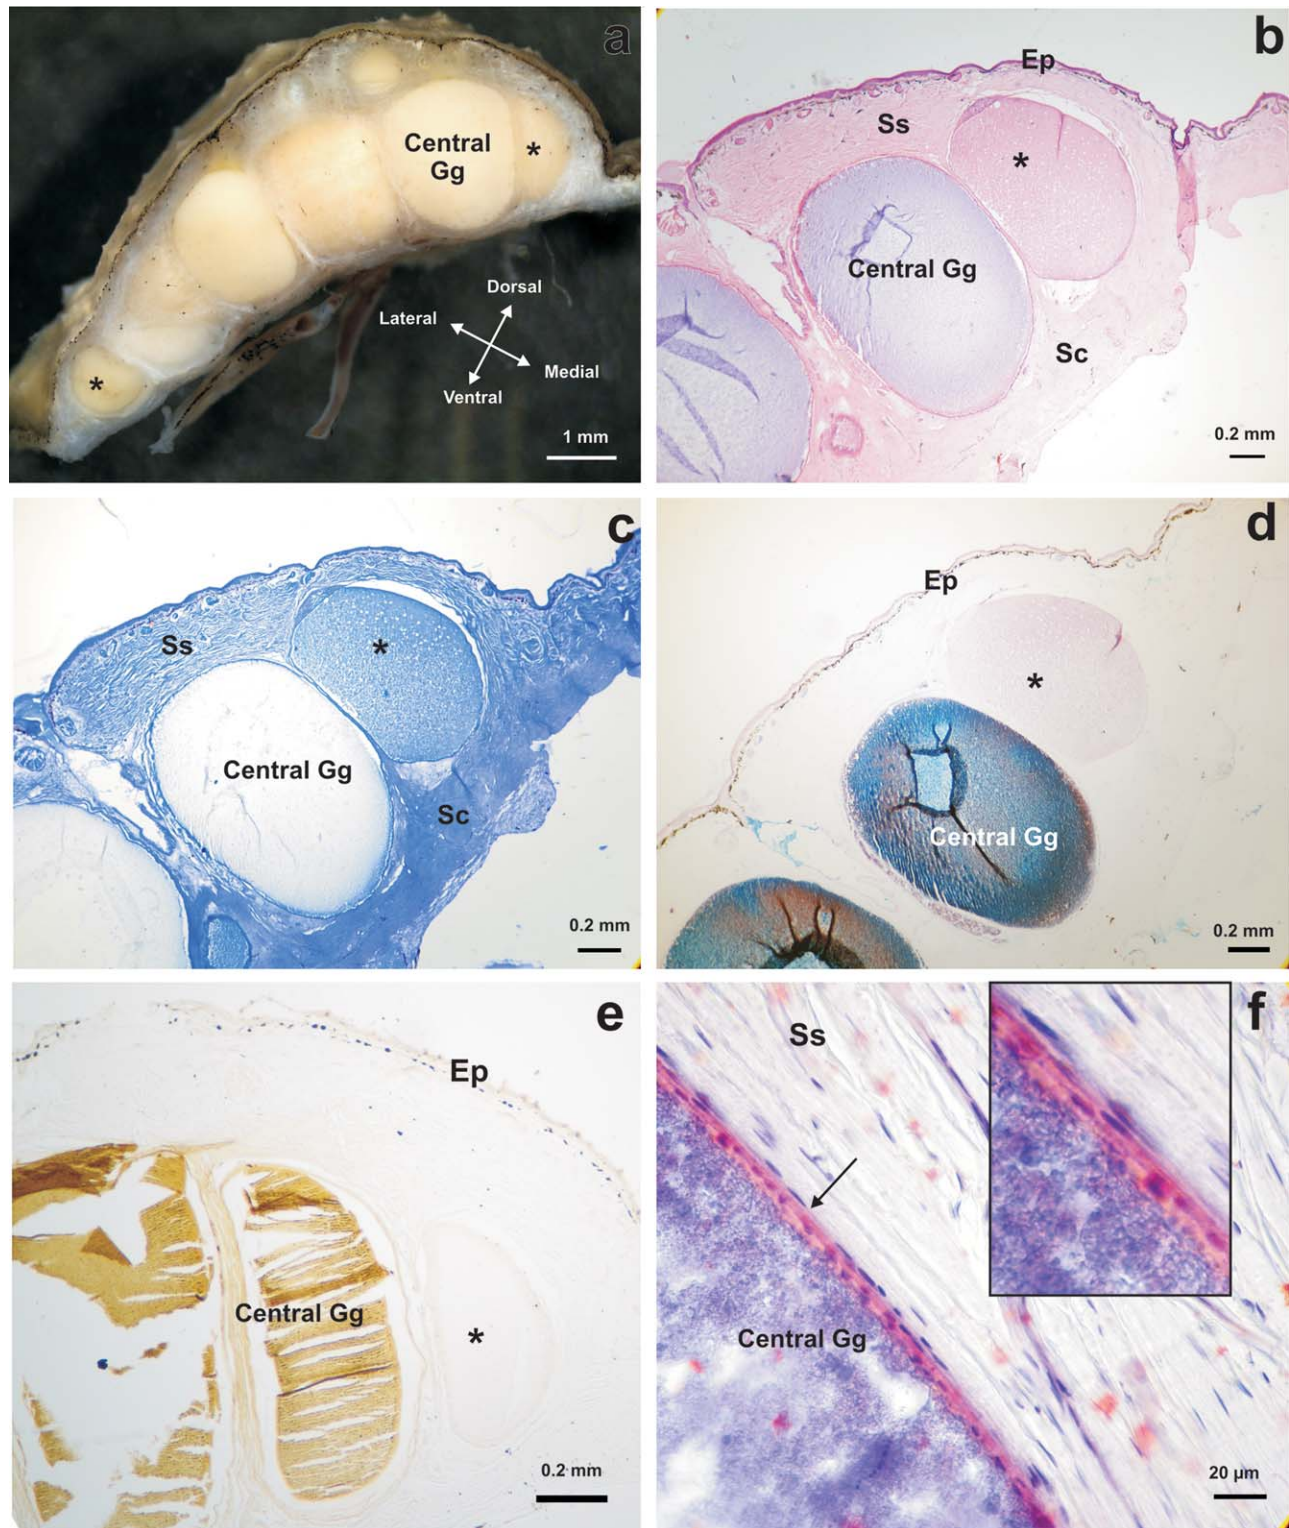 a
Central
Gg
*
*
Dorsal
Lateral
Medial
Ventral
1 mm
b
Ep
Ss
*
Central Gg
Sc
0.2 mm
c
Ss
*
Central Gg
Sc
0.2 mm
d
Ep
*
Central Gg
0.2 mm
e
Ep
Central Gg
*
0.2 mm
f
Ss
Central Gg
20 µm